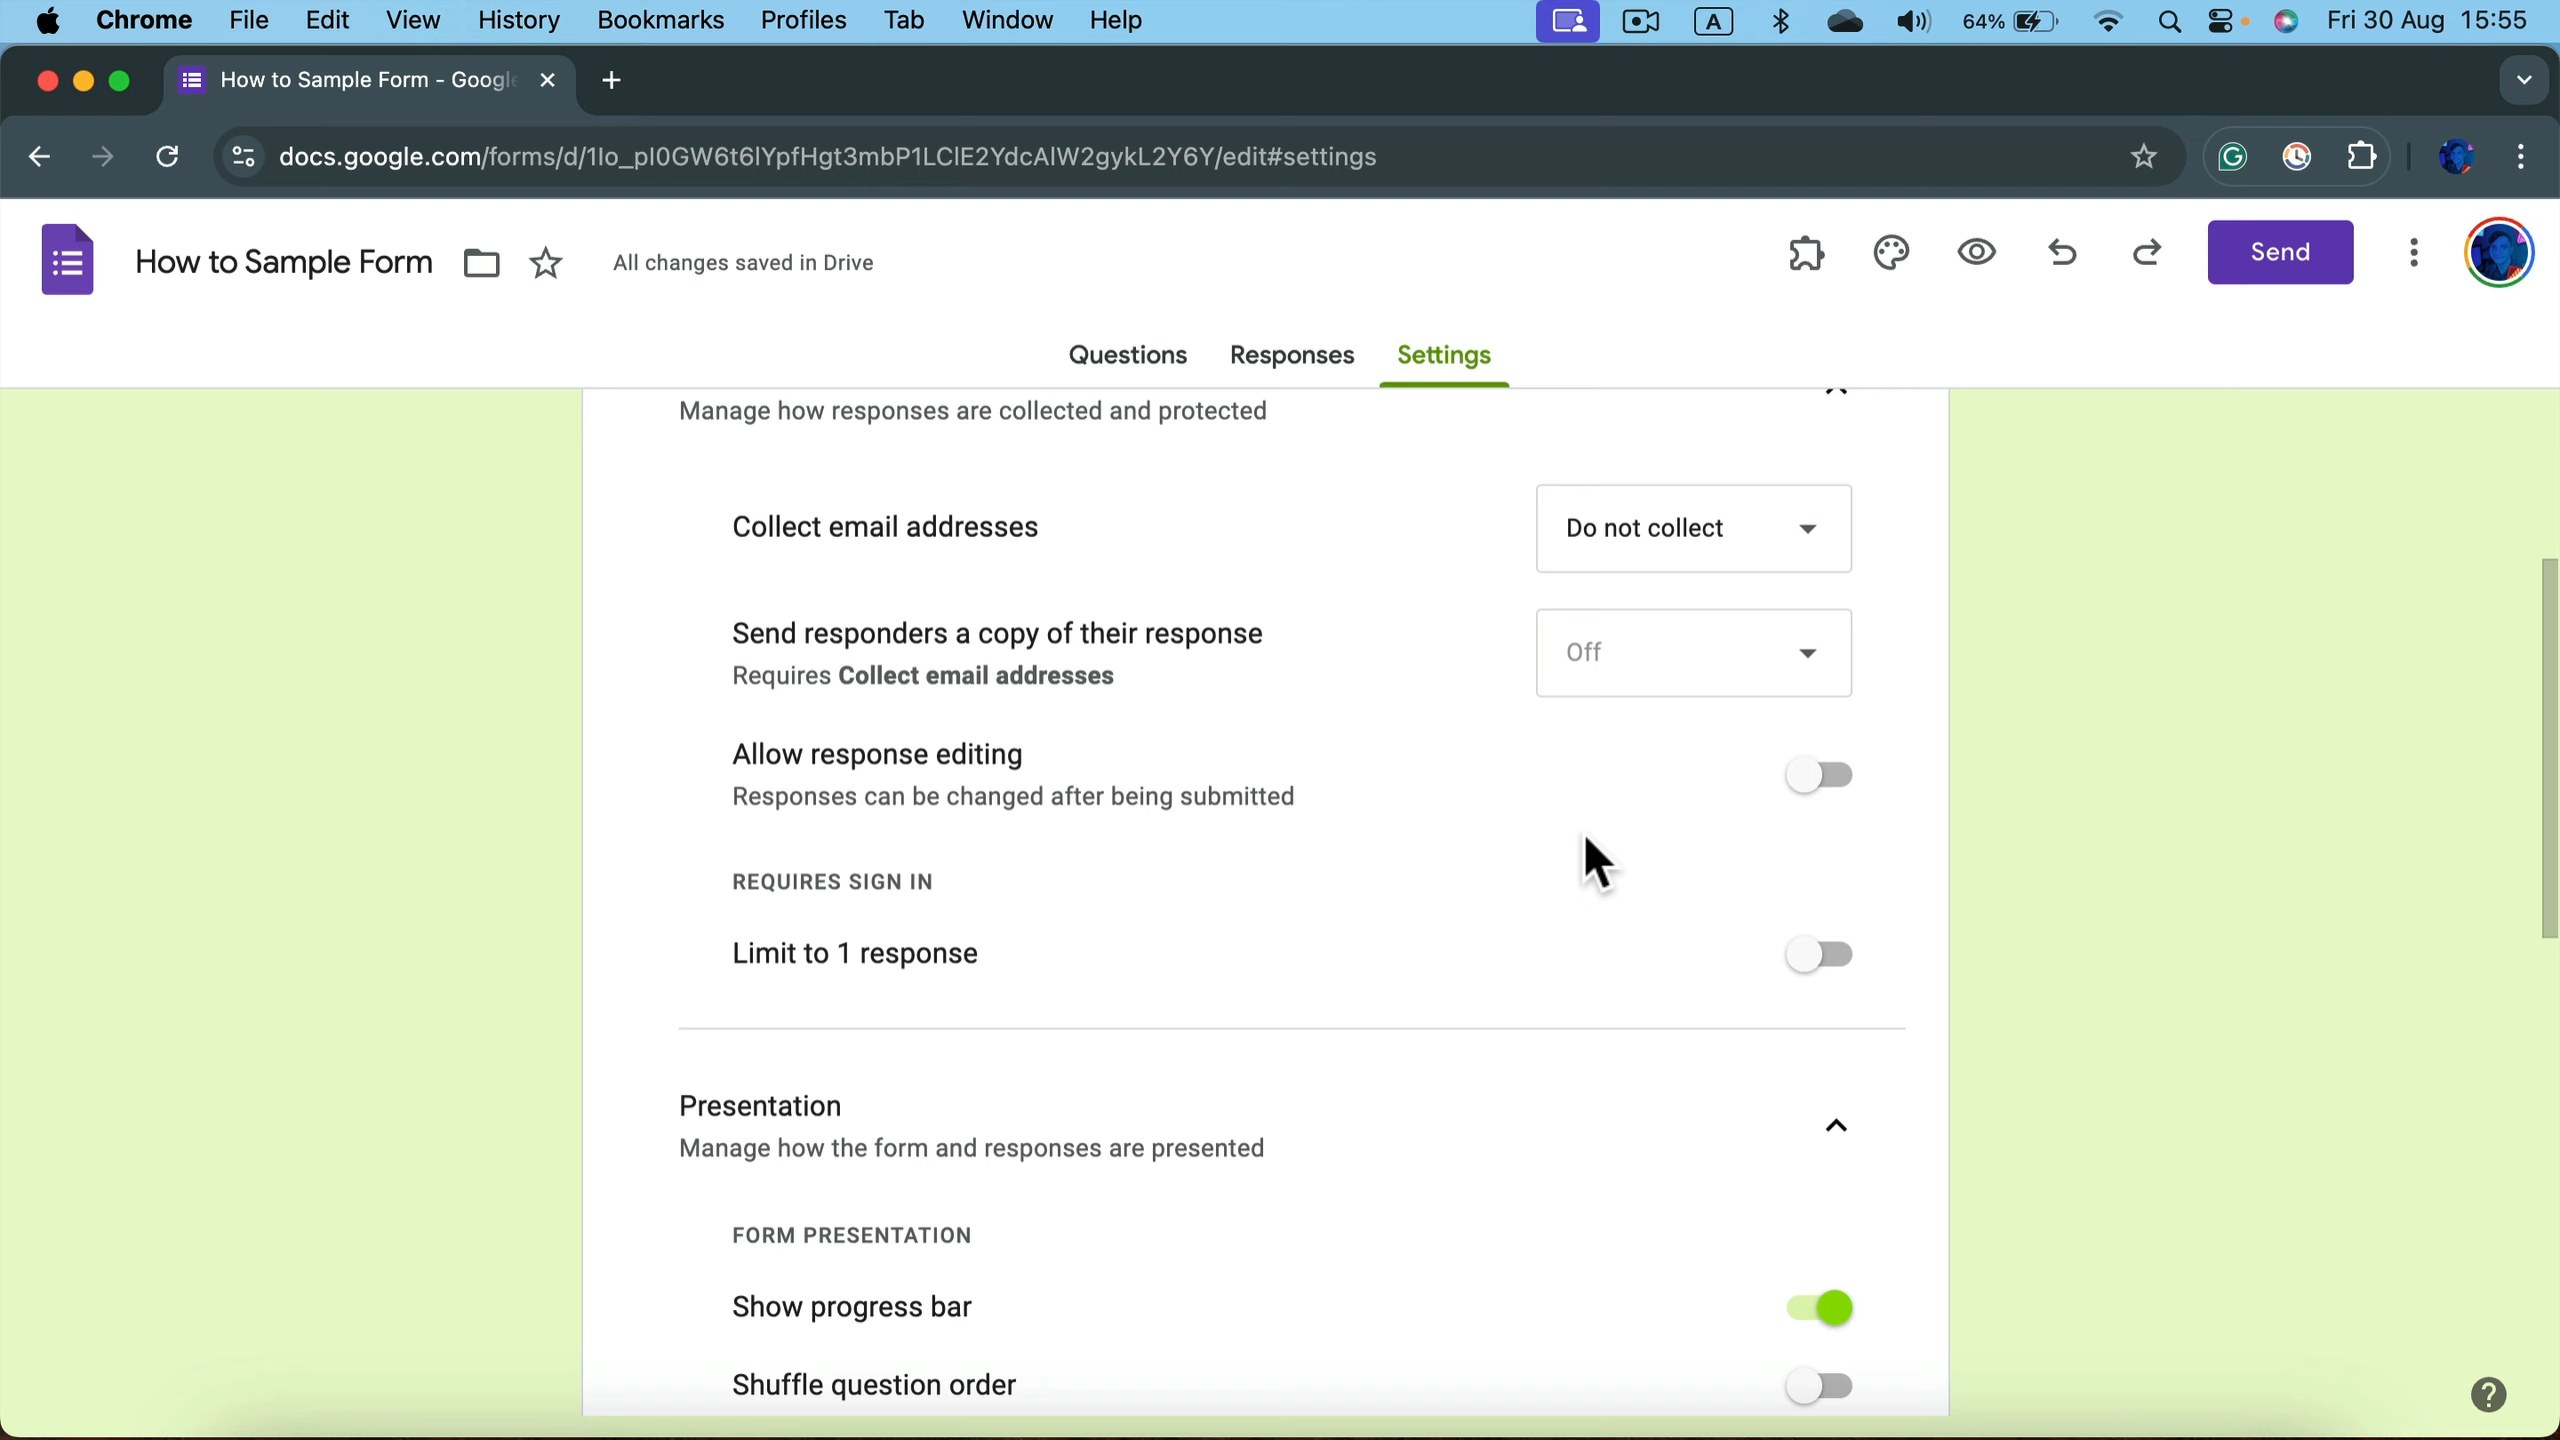 Chrome File Edit View History Bookmarks Profiles Tab Window Help A 64% Fri 30 Aug 15:55
How to Sample Form - Google
docs.google.com/forms/d/1lo_pI0GW6t6lYpfHgt3mbP1LClE2YdcAlW2gykL2Y6Y/edit#settings
How to Sample Form All changes saved in Drive Send
Questions Responses Settings
Manage how responses are collected and protected
Collect email addresses Do not collect
Send responders a copy of their response Off
Requires Collect email addresses
Allow response editing
Responses can be changed after being submitted
REQUIRES SIGN IN
Limit to 1 response
Presentation
Manage how the form and responses are presented
FORM PRESENTATION
Show progress bar
Shuffle question order